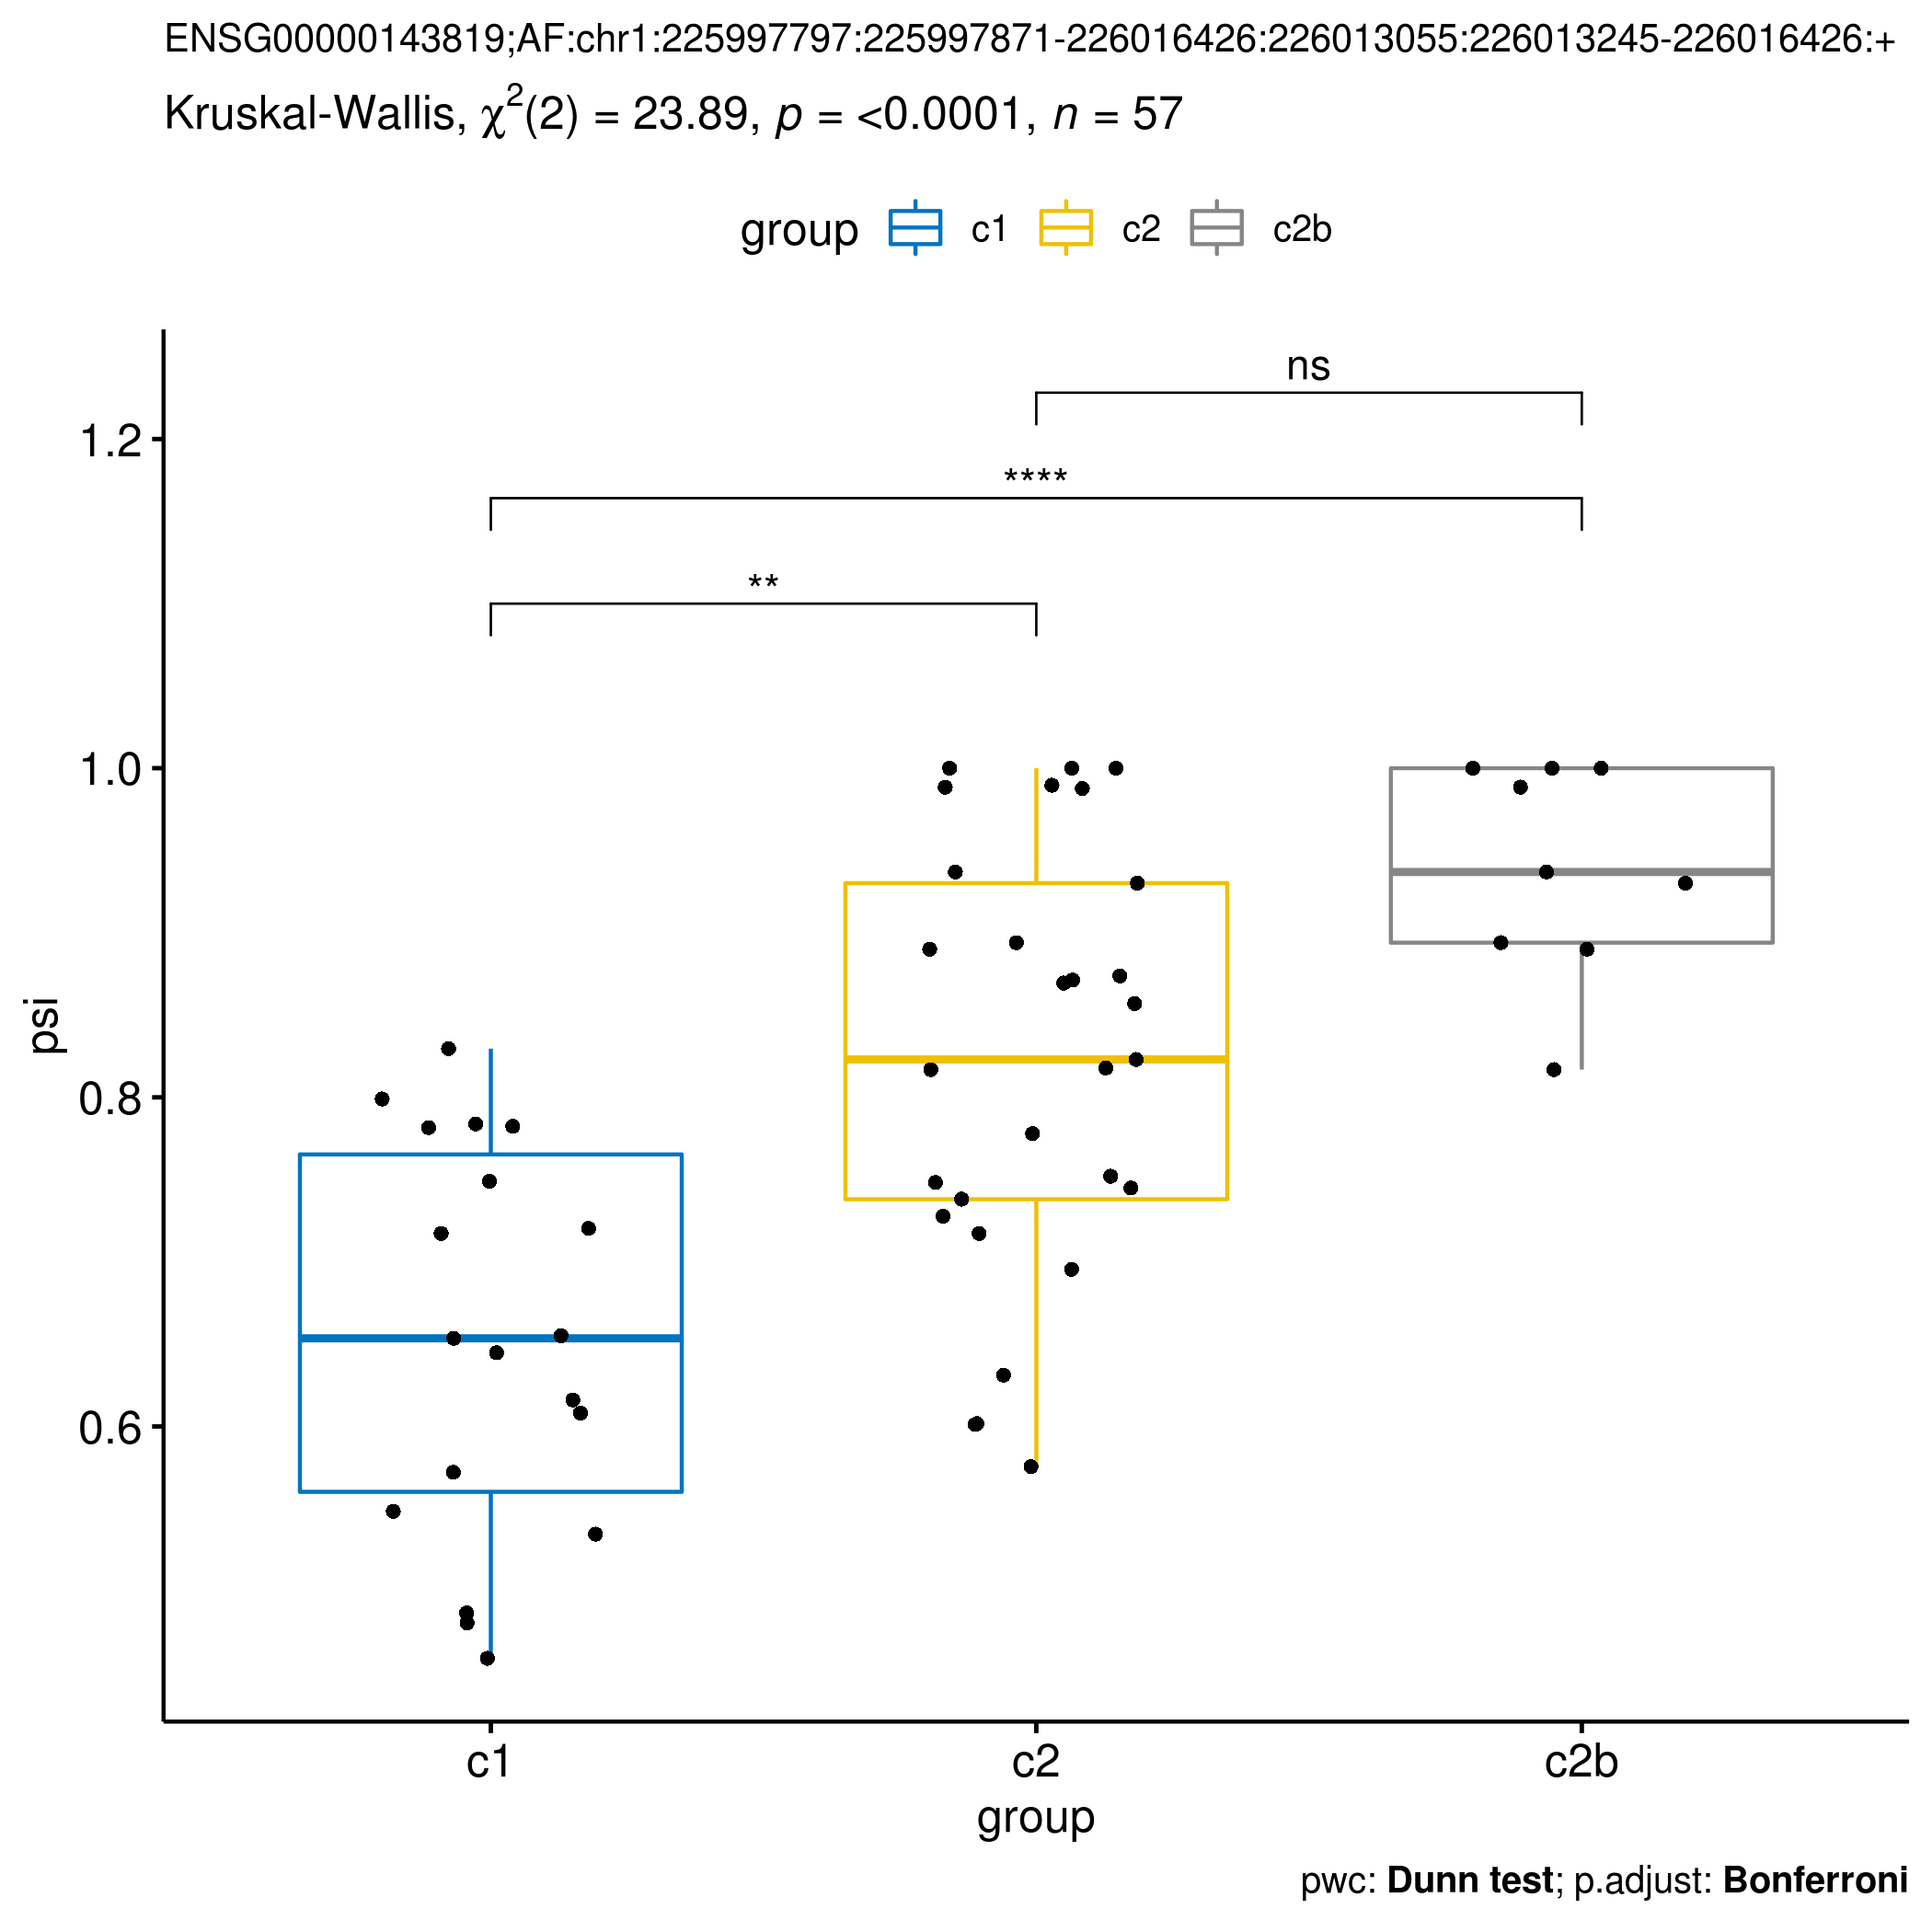 ENSG00000143819;AF:chr1:225997797:225997871-226016426:226013055:226013245-226016426:+
Kruskal-Wallis, χ²(2) = 23.89, p = <0.0001, n = 57
group c1 c2 c2b
ns
1.2
****
**
1.0
psi
0.8
0.6
c1 c2 c2b
group
pwc: Dunn test; p.adjust: Bonferroni